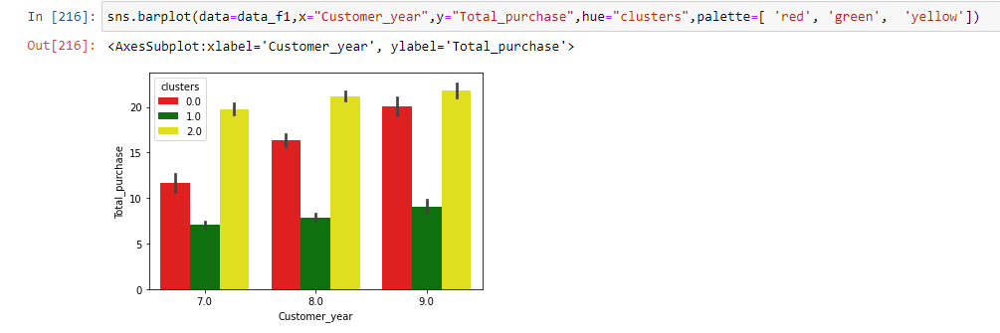 In [216]: sns.barplot(data=data_f1,x="Customer_year",y="Total_purchase",hue="clusters",palette=[ 'red', 'green',  'yellow'])
Out[216]: <AxesSubplot:xlabel='Customer_year', ylabel='Total_purchase'>
clusters
0.0
1.0
2.0
20
15
10
5
0
Total_purchase
7.0 8.0 9.0
Customer_year